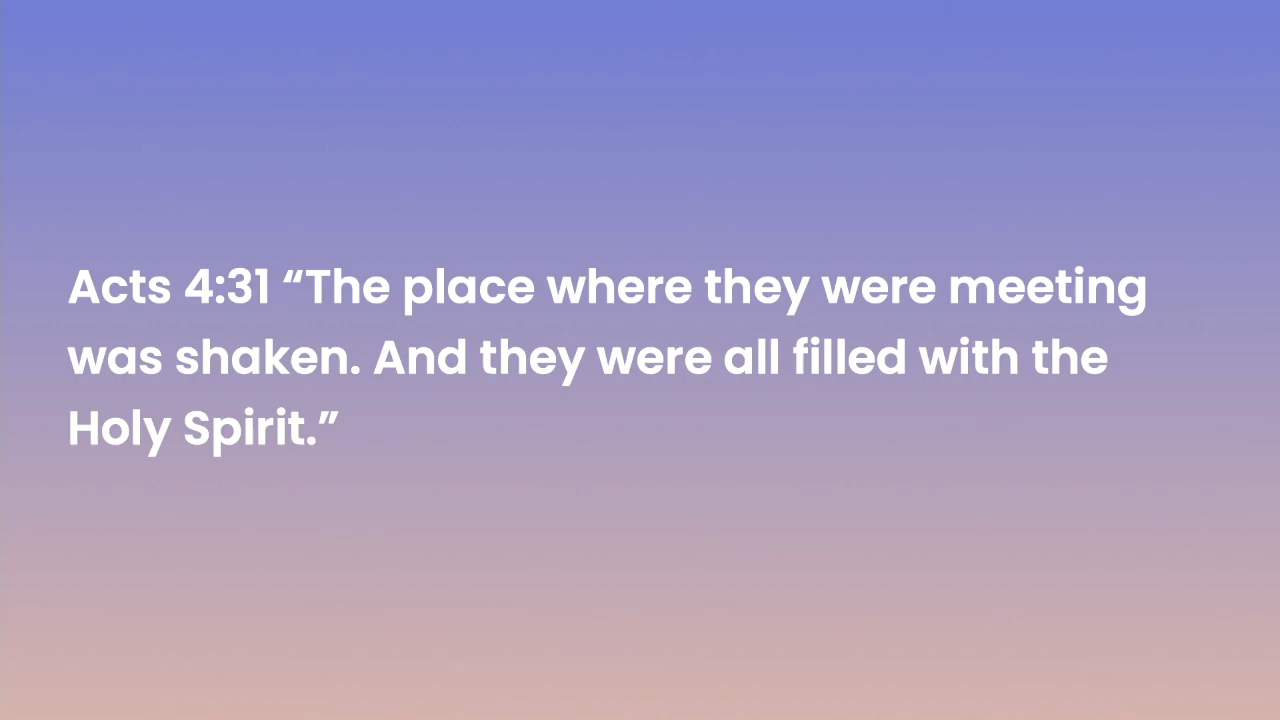 Acts 4:31 “The place where they were meeting
was shaken. And they were all filled with the
Holy Spirit.”